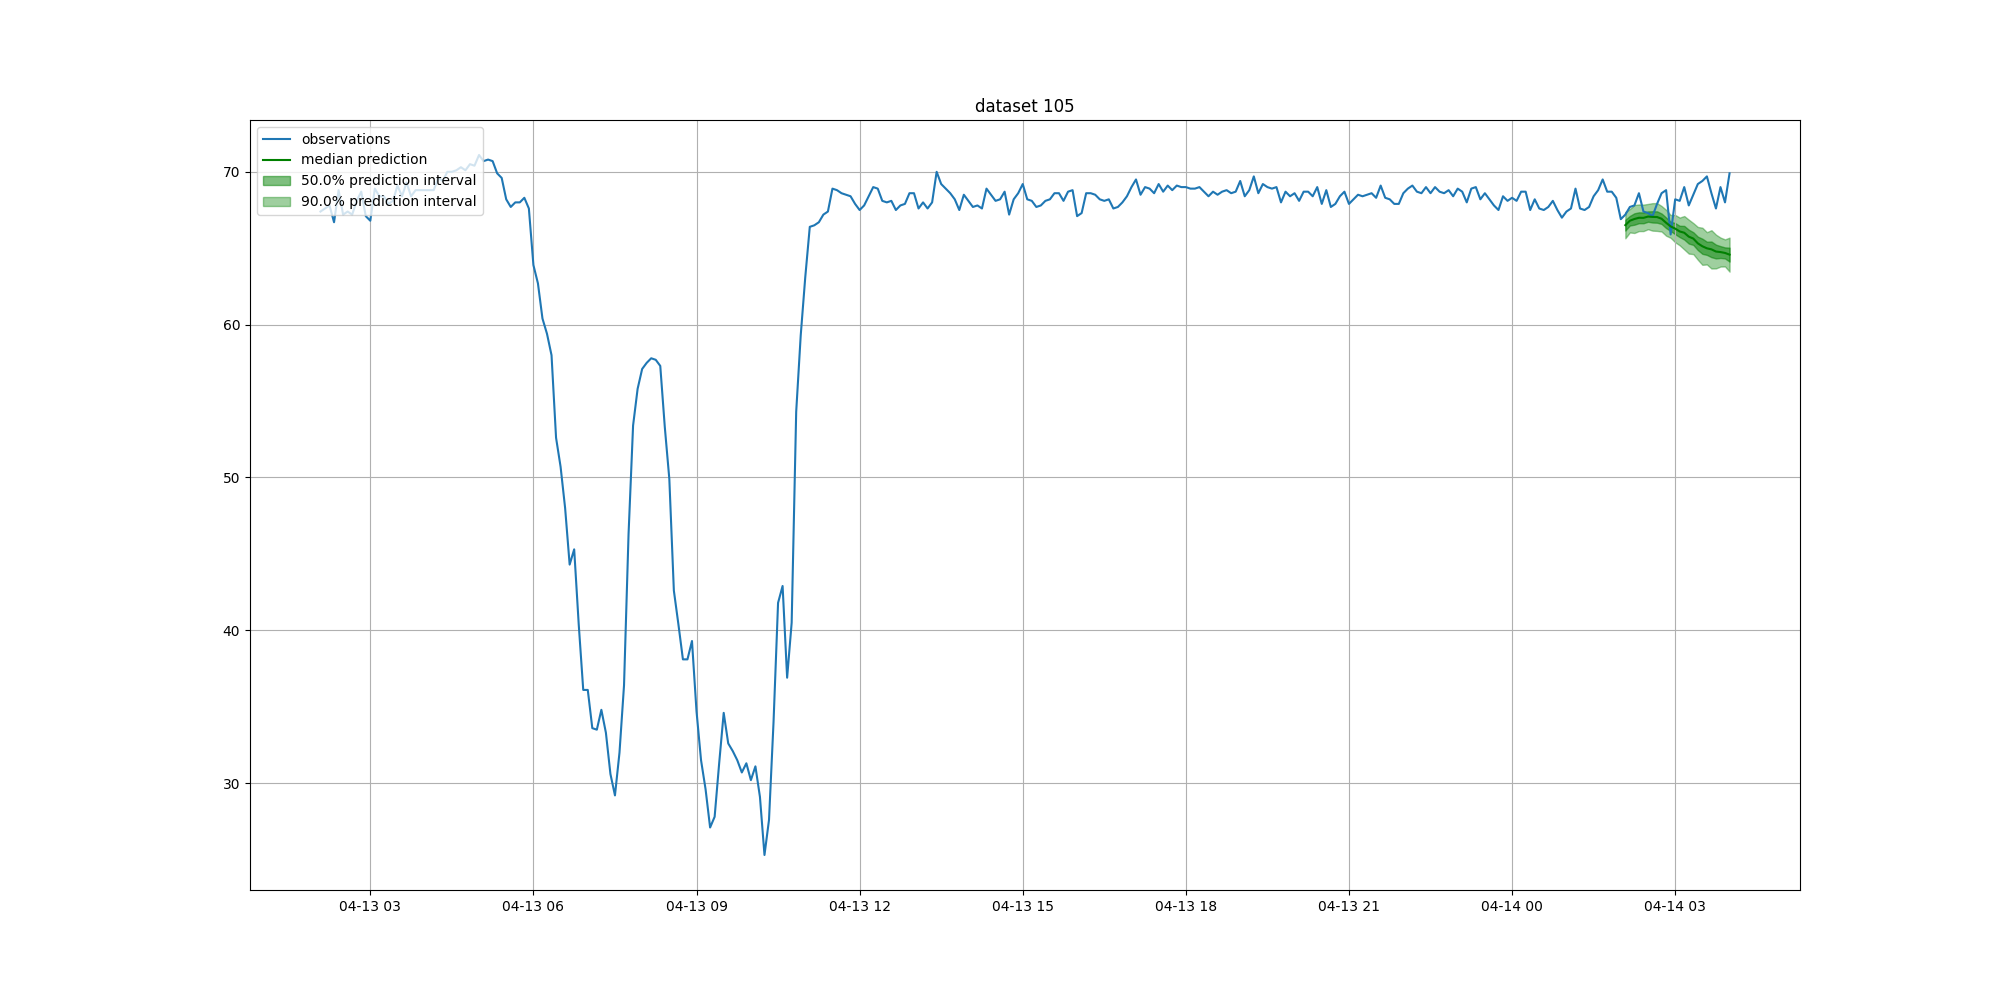 dataset 105
observations
median prediction
50.0% prediction interval
90.0% prediction interval
70
60
50
40
30
04-13 03
04-13 06
04-13 09
04-13 12
04-13 15
04-13 18
04-13 21
04-14 00
04-14 03